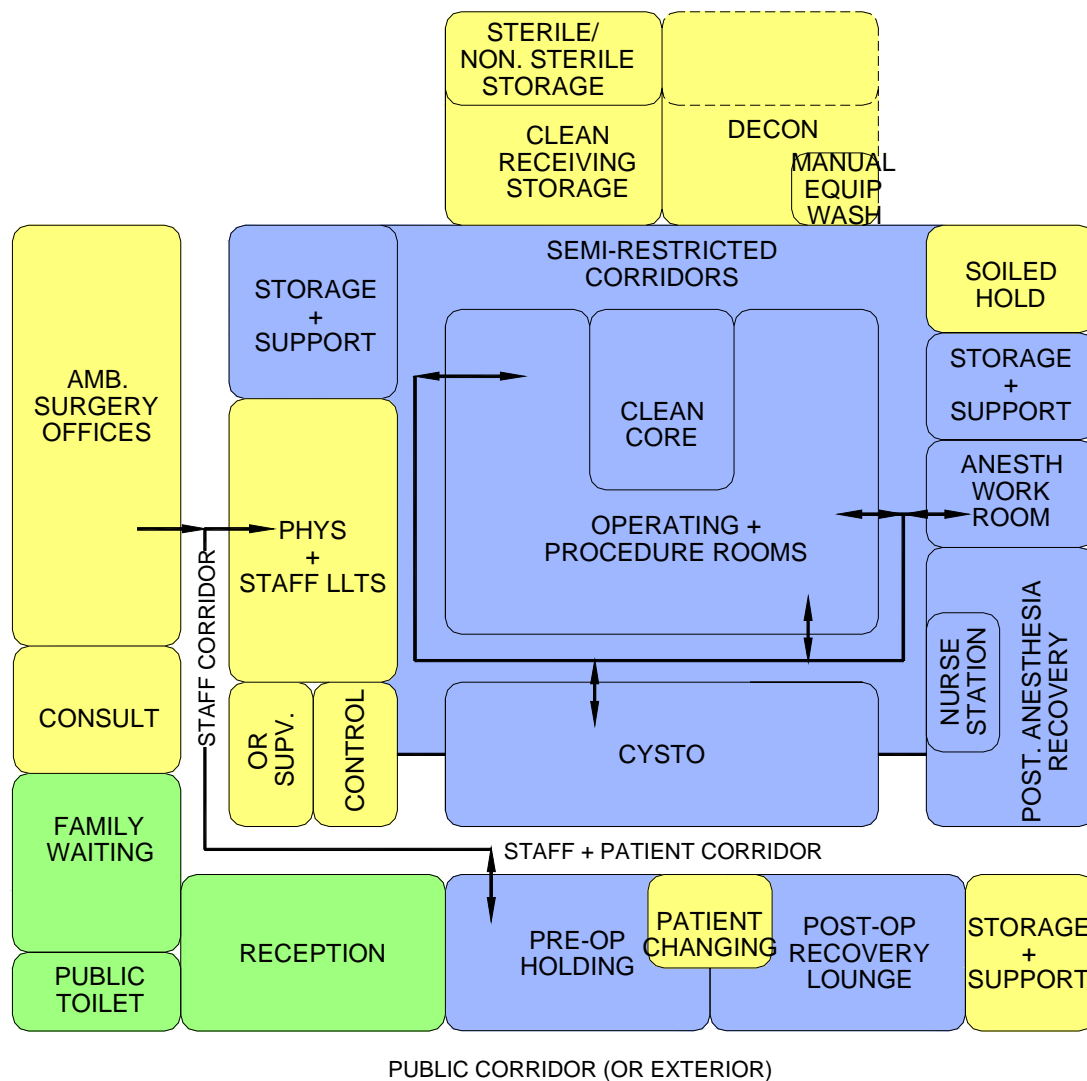 STERILE/
NON. STERILE
STORAGE
CLEAN
RECEIVING
STORAGE
DECON
MANUAL
EQUIP
WASH
SEMI-RESTRICTED
CORRIDORS
STORAGE
+
SUPPORT
SOILED
HOLD
AMB.
SURGERY
OFFICES
CLEAN
CORE
STORAGE
+
SUPPORT
ANESTH
WORK
ROOM
PHYS
+
STAFF LLTS
OPERATING +
PROCEDURE ROOMS
STAFF CORRIDOR
CONSULT
OR
SUPV.
CONTROL
CYSTO
NURSE
STATION
POST. ANESTHESIA
RECOVERY
FAMILY
WAITING
STAFF + PATIENT CORRIDOR
PUBLIC
TOILET
RECEPTION
PRE-OP
HOLDING
PATIENT
CHANGING
POST-OP
RECOVERY
LOUNGE
STORAGE
+
SUPPORT
PUBLIC CORRIDOR (OR EXTERIOR)